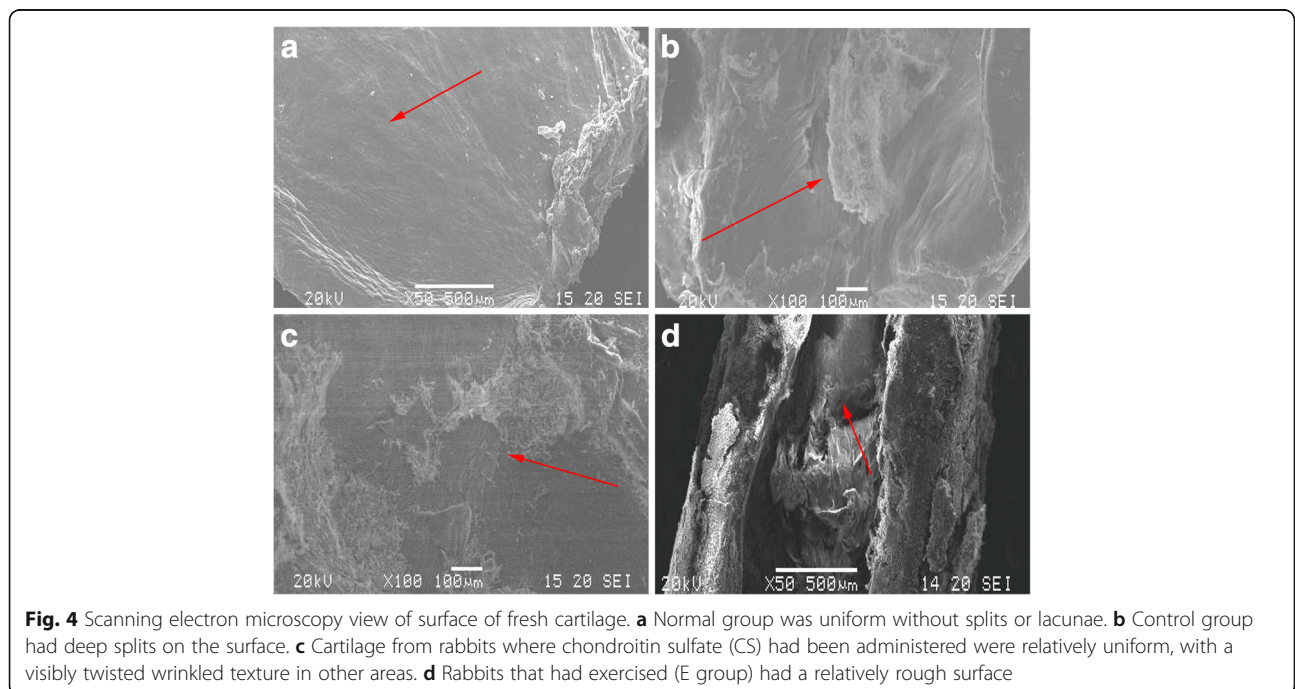 a
20kV X50 500µm 15 20 SEI
b
20kV X100 100µm 15 20 SEI
c
20kV X100 100µm 15 20 SEI
d
20kV X50 500µm 14 20 SEI
Fig. 4 Scanning electron microscopy view of surface of fresh cartilage. a Normal group was uniform without splits or lacunae. b Control group
had deep splits on the surface. c Cartilage from rabbits where chondroitin sulfate (CS) had been administered were relatively uniform, with a
visibly twisted wrinkled texture in other areas. d Rabbits that had exercised (E group) had a relatively rough surface